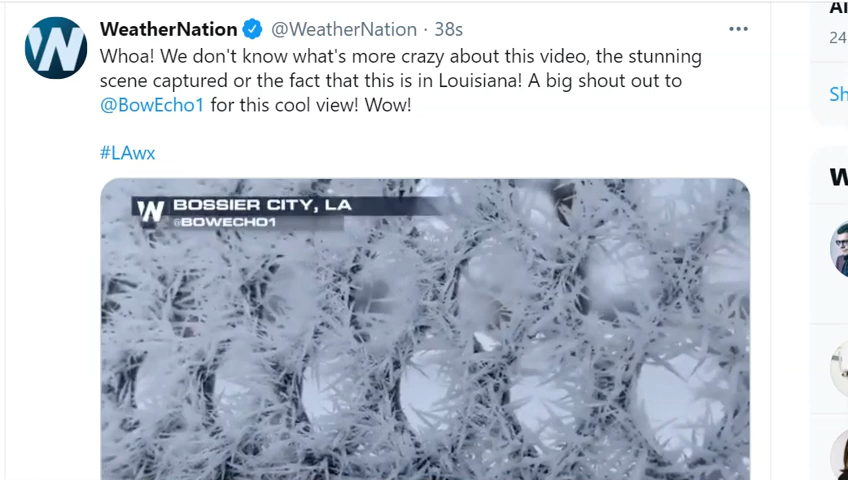 WeatherNation @WeatherNation · 38s
Whoa! We don't know what's more crazy about this video, the stunning
scene captured or the fact that this is in Louisiana! A big shout out to
@BowEcho1 for this cool view! Wow!
#LAwx
W BOSSIER CITY, LA
@BOWECHO1
24
Sh
W